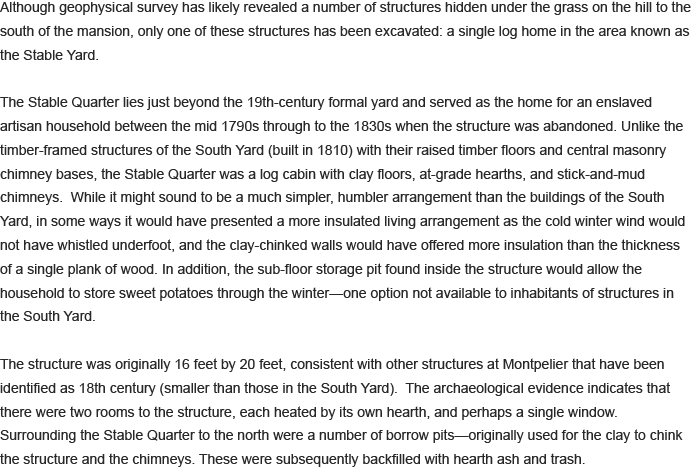 Although geophysical survey has likely revealed a number of structures hidden under the grass on the hill to the
south of the mansion, only one of these structures has been excavated: a single log home in the area known as
the Stable Yard.
The Stable Quarter lies just beyond the 19th-century formal yard and served as the home for an enslaved
artisan household between the mid 1790s through to the 1830s when the structure was abandoned. Unlike the
timber-framed structures of the South Yard (built in 1810) with their raised timber floors and central masonry
chimney bases, the Stable Quarter was a log cabin with clay floors, at-grade hearths, and stick-and-mud
chimneys.  While it might sound to be a much simpler, humbler arrangement than the buildings of the South
Yard, in some ways it would have presented a more insulated living arrangement as the cold winter wind would
not have whistled underfoot, and the clay-chinked walls would have offered more insulation than the thickness
of a single plank of wood. In addition, the sub-floor storage pit found inside the structure would allow the
household to store sweet potatoes through the winter—one option not available to inhabitants of structures in
the South Yard.
The structure was originally 16 feet by 20 feet, consistent with other structures at Montpelier that have been
identified as 18th century (smaller than those in the South Yard).  The archaeological evidence indicates that
there were two rooms to the structure, each heated by its own hearth, and perhaps a single window.
Surrounding the Stable Quarter to the north were a number of borrow pits—originally used for the clay to chink
the structure and the chimneys. These were subsequently backfilled with hearth ash and trash.